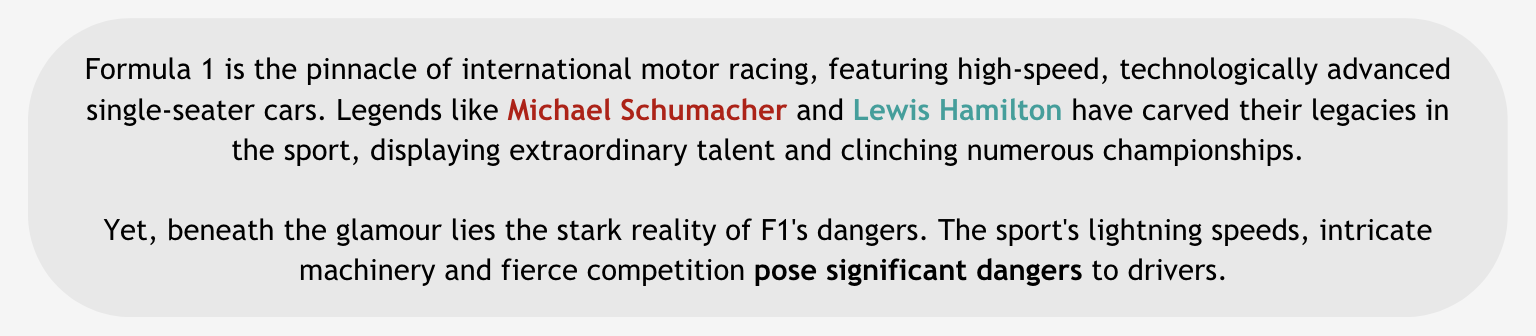 Formula 1 is the pinnacle of international motor racing, featuring high-speed, technologically advanced
single-seater cars. Legends like Michael Schumacher and Lewis Hamilton have carved their legacies in
the sport, displaying extraordinary talent and clinching numerous championships.
Yet, beneath the glamour lies the stark reality of F1's dangers. The sport's lightning speeds, intricate
machinery and fierce competition pose significant dangers to drivers.